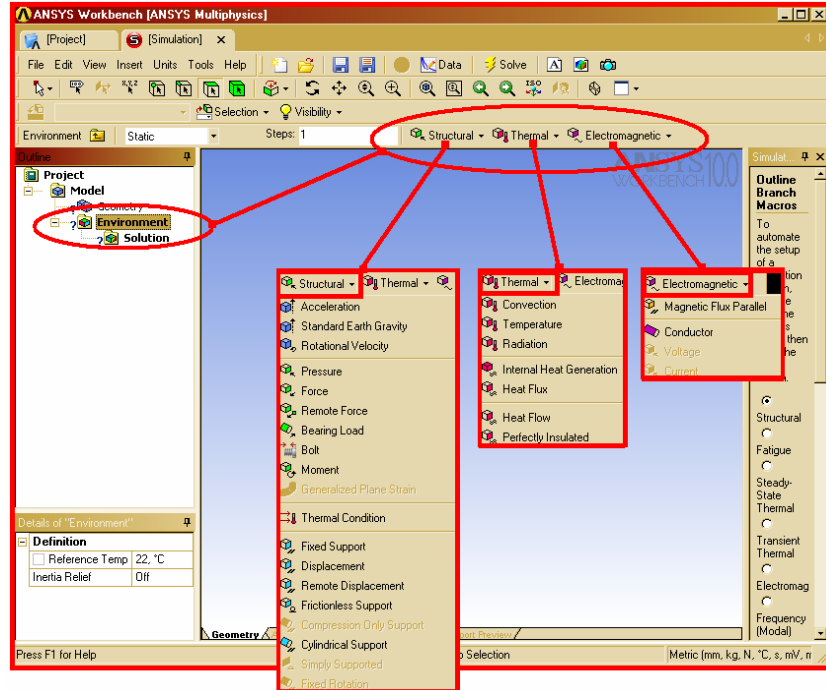 ANSYS Workbench [ANSYS Multiphysics]
[Project] [Simulation]
File Edit View Insert Units Tools Help Data Solve
Selection Visibility
Environment Static Steps: 1 Structural Thermal Electromagnetic
Outline
Project
Model
Geometry
Environment
Solution
ANSYS 10.0
WORKBENCH
Simulat...
Outline
Branch
Macros
To
automate
the setup
of a
then
Structural
Fatigue
Steady-
State
Thermal
Transient
Thermal
Electromag
Frequency
(Modal)
Structural Thermal
Acceleration
Standard Earth Gravity
Rotational Velocity
Pressure
Force
Remote Force
Bearing Load
Bolt
Moment
Generalized Plane Strain
Thermal Condition
Fixed Support
Displacement
Remote Displacement
Frictionless Support
Compression Only Support
Cylindrical Support
Simply Supported
Fixed Rotation
Thermal Electromag
Convection
Temperature
Radiation
Internal Heat Generation
Heat Flux
Heat Flow
Perfectly Insulated
Electromagnetic
Magnetic Flux Parallel
Conductor
Voltage
Current
Details of "Environment"
Definition
Reference Temp 22, °C
Inertia Relief Off
Geometry Preview
Press F1 for Help Selection Metric (mm, kg, N, °C, s, mV,